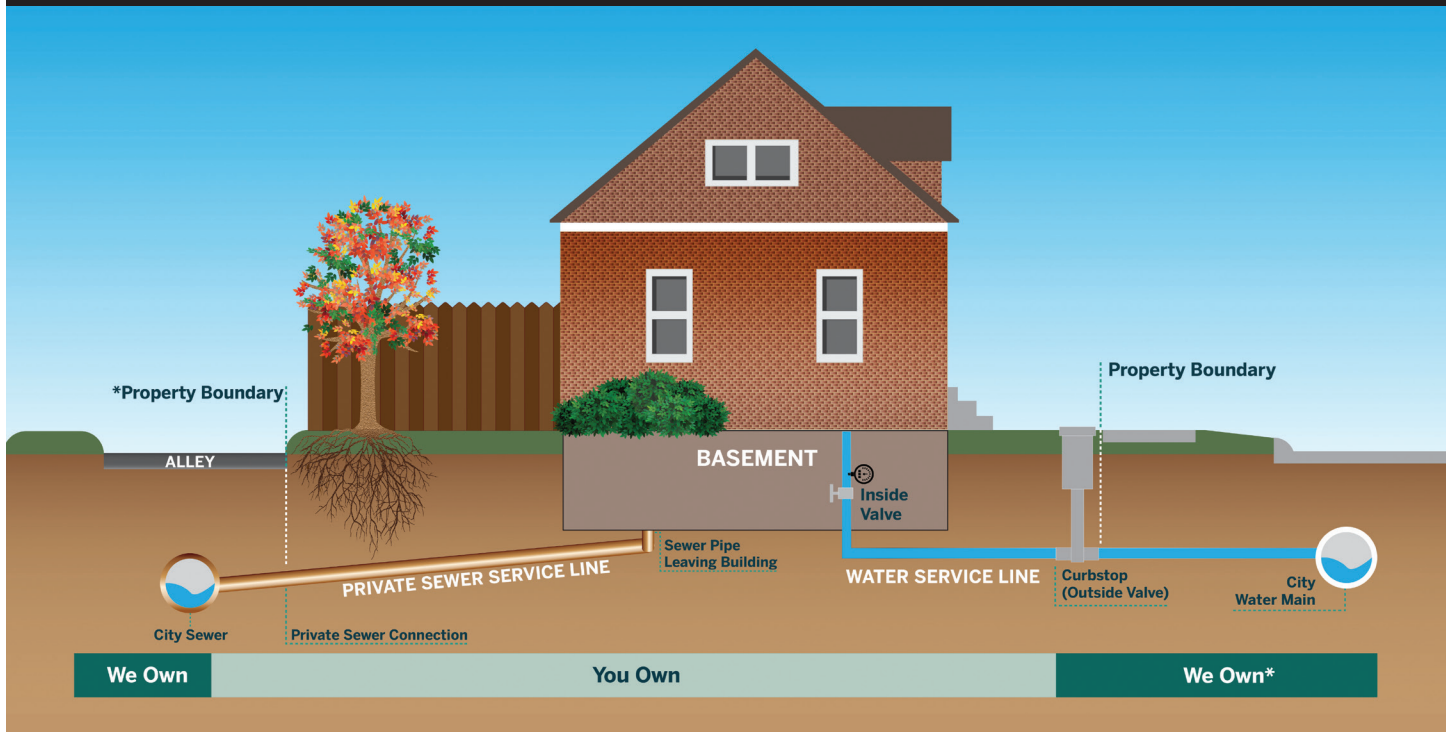 *Property Boundary
Property Boundary
ALLEY
BASEMENT
Inside
Valve
Sewer Pipe
Leaving Building
PRIVATE SEWER SERVICE LINE
WATER SERVICE LINE
Curbstop
(Outside Valve)
City
Water Main
City Sewer
Private Sewer Connection
We Own
You Own
We Own*